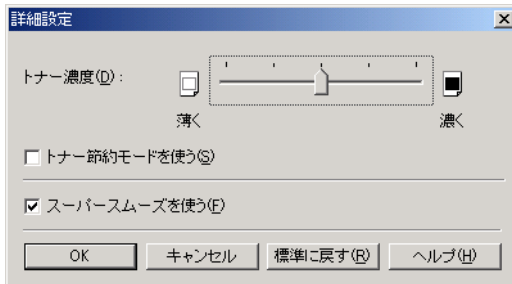 詳細設定
トナー濃度(D):
薄く 濃く
トナー節約モードを使う(S)
スーパースムーズを使う(F)
OK キャンセル 標準に戻す(R) ヘルプ(H)